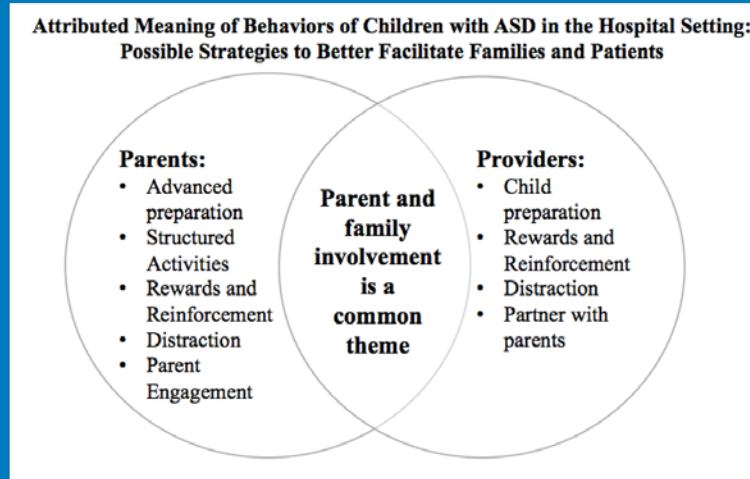 Attributed Meaning of Behaviors of Children with ASD in the Hospital Setting:
Possible Strategies to Better Facilitate Families and Patients
Parents:
• Advanced
preparation
• Structured
Activities
• Rewards and
Reinforcement
• Distraction
• Parent
Engagement
Parent and
family
involvement
is a
common
theme
Providers:
• Child
preparation
• Rewards and
Reinforcement
• Distraction
• Partner with
parents